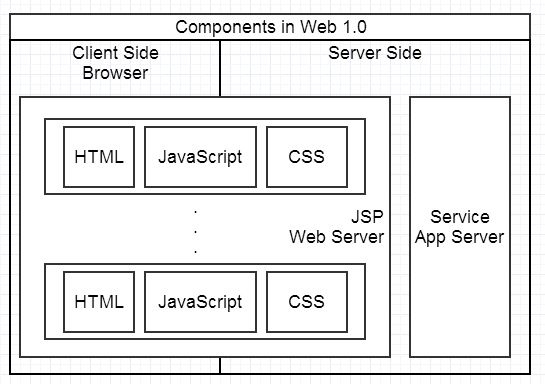 Components in Web 1.0
Client Side
Browser
Server Side
HTML
JavaScript
CSS
.
.
.
JSP
Web Server
Service
App Server
HTML
JavaScript
CSS